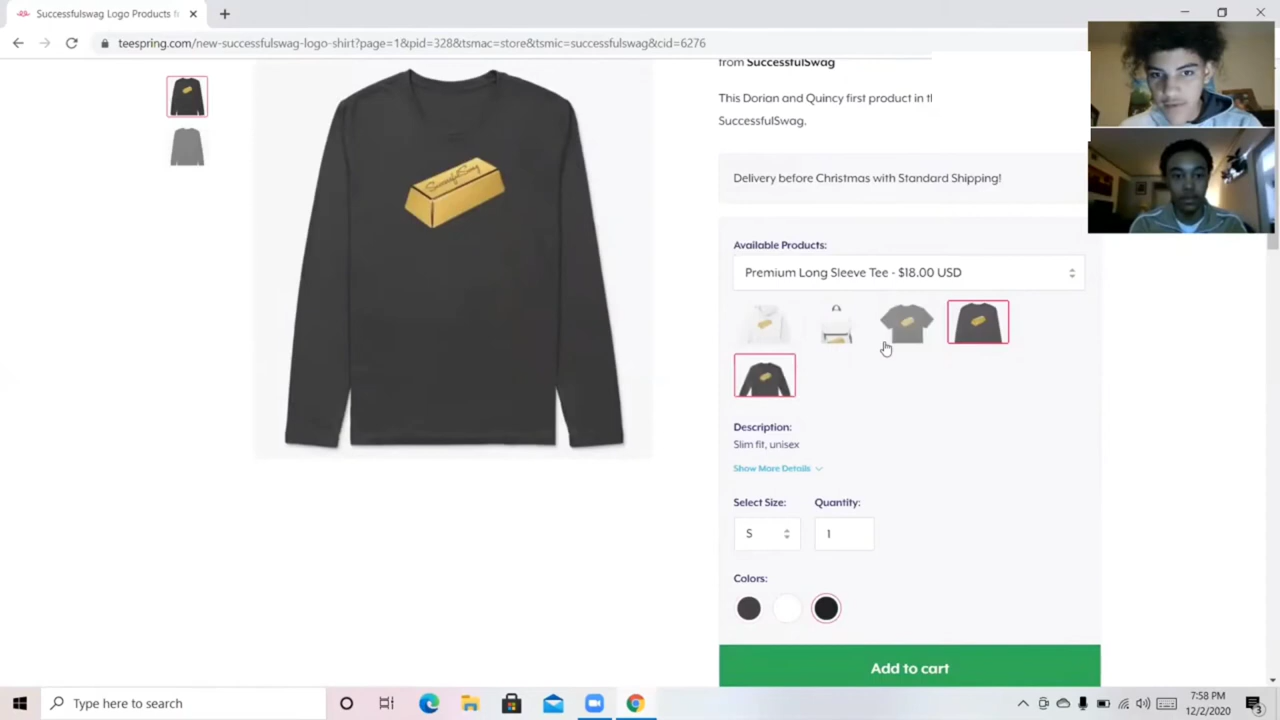 Successfulswag Logo Products f
teespring.com/new-successfulswag-logo-shirt?page=1&pid=328&tsmac=store&tsmic=successfulswag&cid=6276
from SuccessfulSwag
This Dorian and Quincy first product in th
SuccessfulSwag.
Delivery before Christmas with Standard Shipping!
Available Products:
Premium Long Sleeve Tee - $18.00 USD
SuccessfulSwag
Description:
Slim fit, unisex
Show More Details
Select Size:
Quantity:
S
1
Colors:
Add to cart
Type here to search
7:58 PM
12/2/2020
3